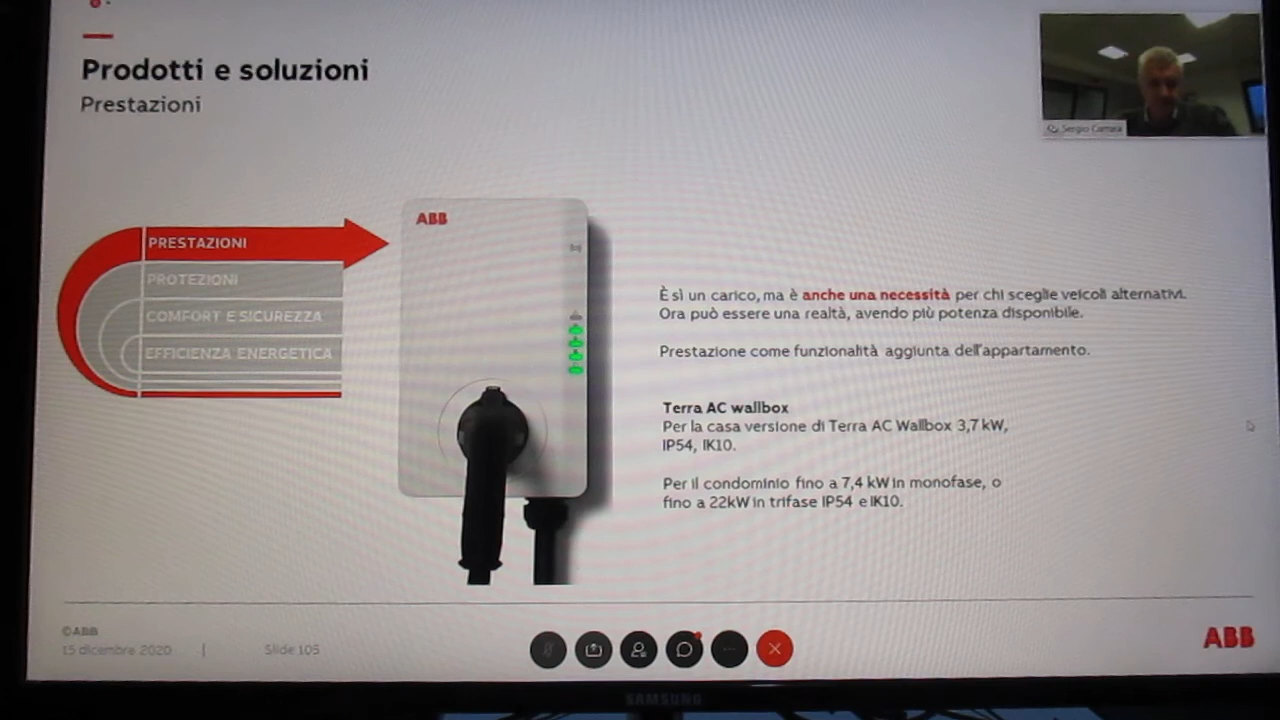 Prodotti e soluzioni
Prestazioni
PRESTAZIONI
PROTEZIONI
COMFORT E SICUREZZA
EFFICIENZA ENERGETICA
ABB
È sì un carico, ma è anche una necessità per chi sceglie veicoli alternativi.
Ora può essere una realtà, avendo più potenza disponibile.
Prestazione come funzionalità aggiunta dell'appartamento.
Terra AC wallbox
Per la casa versione di Terra AC Wallbox 3,7 kW,
IP54, IK10.
Per il condominio fino a 7,4 kW in monofase, o
fino a 22kW in trifase IP54 e IK10.
©ABB
15 dicembre 2020 | Slide 105
ABB
SAMSUNG
Sergio